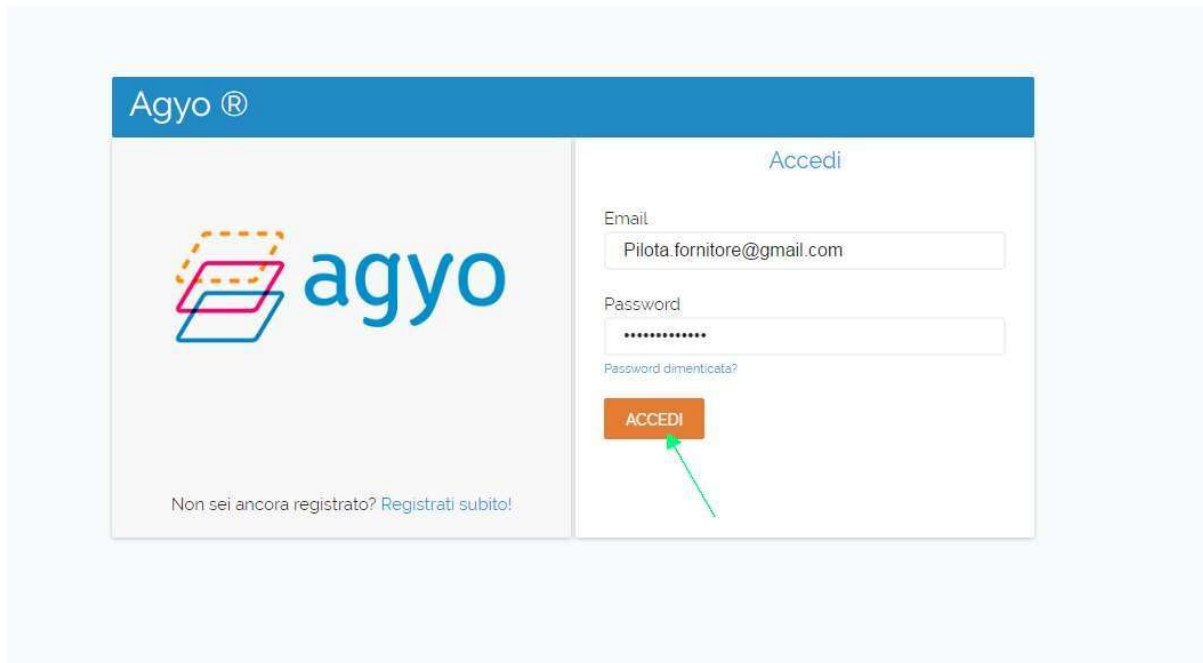 Agyo ®
agyo
Non sei ancora registrato? Registrati subito!
Accedi
Email
Pilota.fornitore@gmail.com
Password
•••••••••••••
Password dimenticata?
ACCEDI